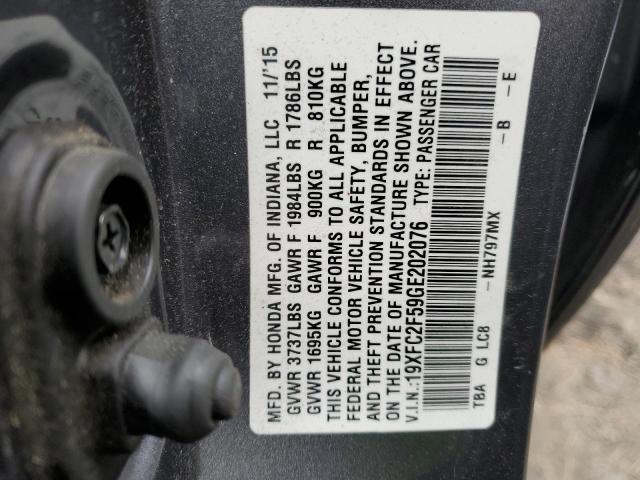 MFD. BY HONDA MFG. OF INDIANA, LLC 11/'15
GVWR 3737LBS GAWR F 1984LBS R 1786LBS
GVWR 1695KG GAWR F 900KG R 810KG
THIS VEHICLE CONFORMS TO ALL APPLICABLE
FEDERAL MOTOR VEHICLE SAFETY, BUMPER,
AND THEFT PREVENTION STANDARDS IN EFFECT
ON THE DATE OF MANUFACTURE SHOWN ABOVE.
V.I.N.:19XFC2F59GE202076 TYPE: PASSENGER CAR
TBA G LC8 -NH797MX -B -E